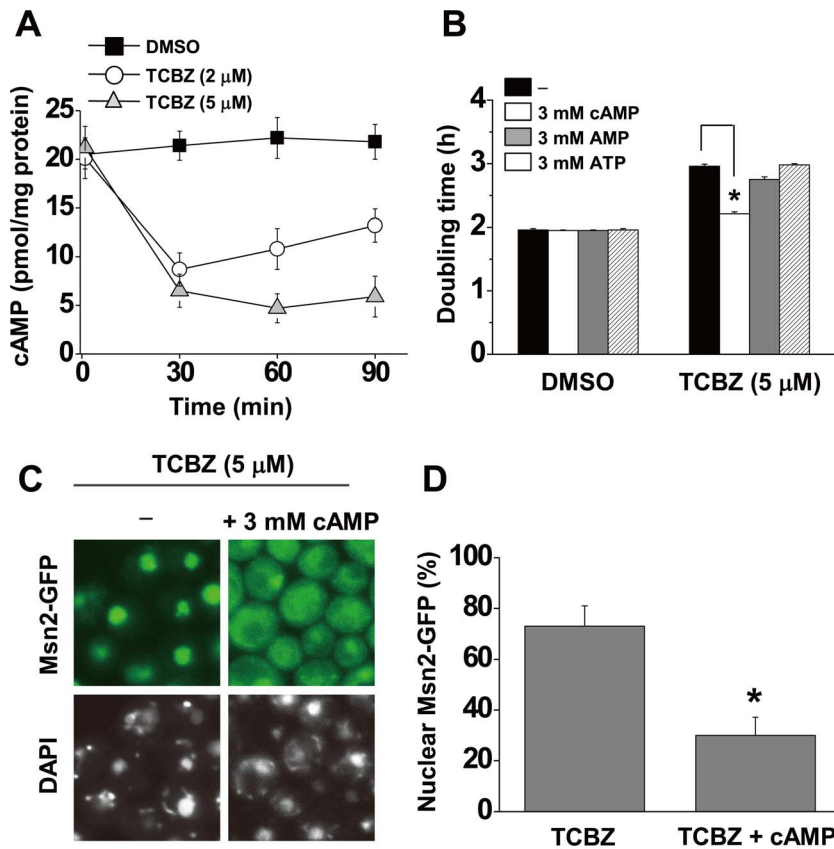 A
DMSO
TCBZ (2 μM)
TCBZ (5 μM)
25
20
15
10
5
0
cAMP (pmol/mg protein)
0 30 60 90
Time (min)
B
–
3 mM cAMP
3 mM AMP
3 mM ATP
4
3
2
1
0
Doubling time (h)
*
DMSO TCBZ (5 μM)
C
TCBZ (5 μM)
– + 3 mM cAMP
Msn2-GFP
DAPI
D
100
80
60
40
20
0
Nuclear Msn2-GFP (%)
*
TCBZ TCBZ + cAMP